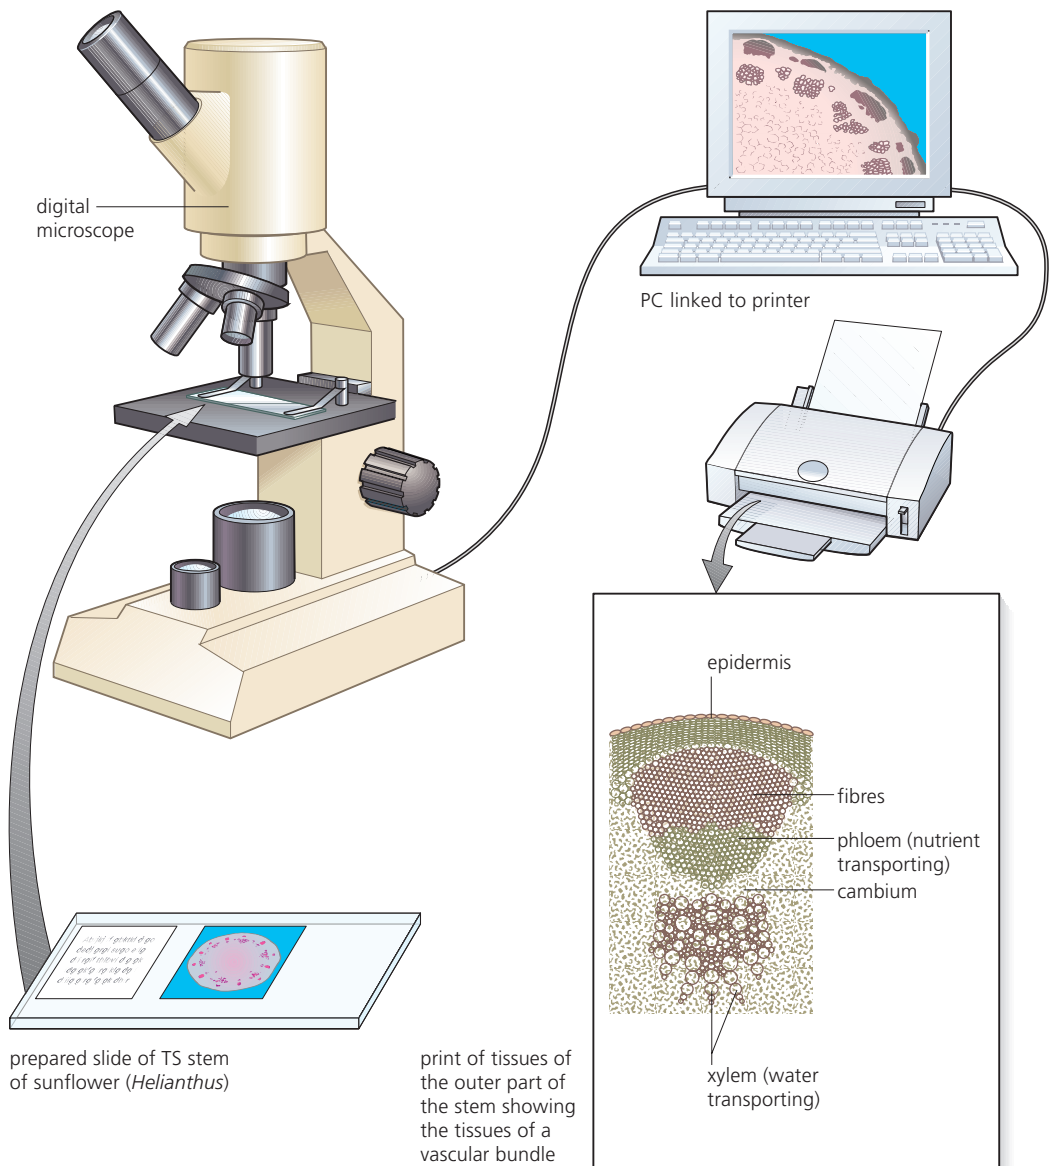 digital
microscope
PC linked to printer
epidermis
fibres
phloem (nutrient
transporting)
cambium
xylem (water
transporting)
prepared slide of TS stem
of sunflower (Helianthus)
print of tissues of
the outer part of
the stem showing
the tissues of a
vascular bundle